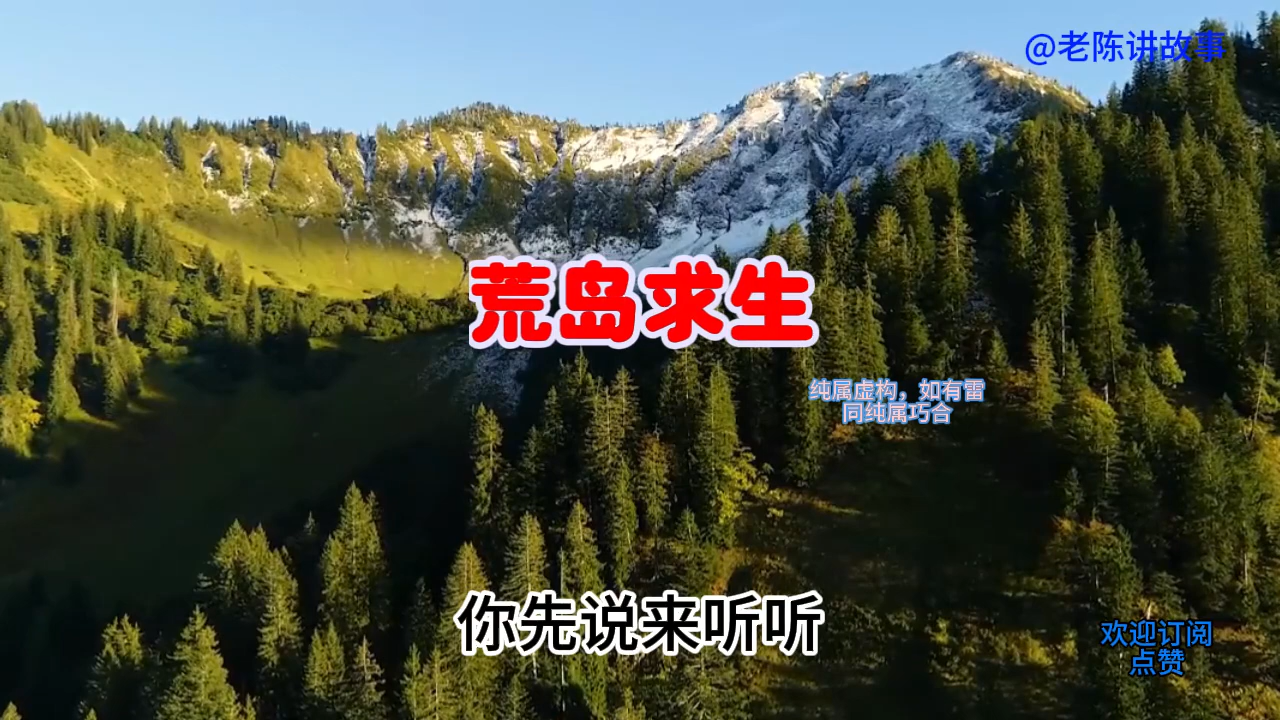 @老陈讲故事
荒岛求生
纯属虚构，如有雷
同纯属巧合
你先说来听听
欢迎订阅
点赞